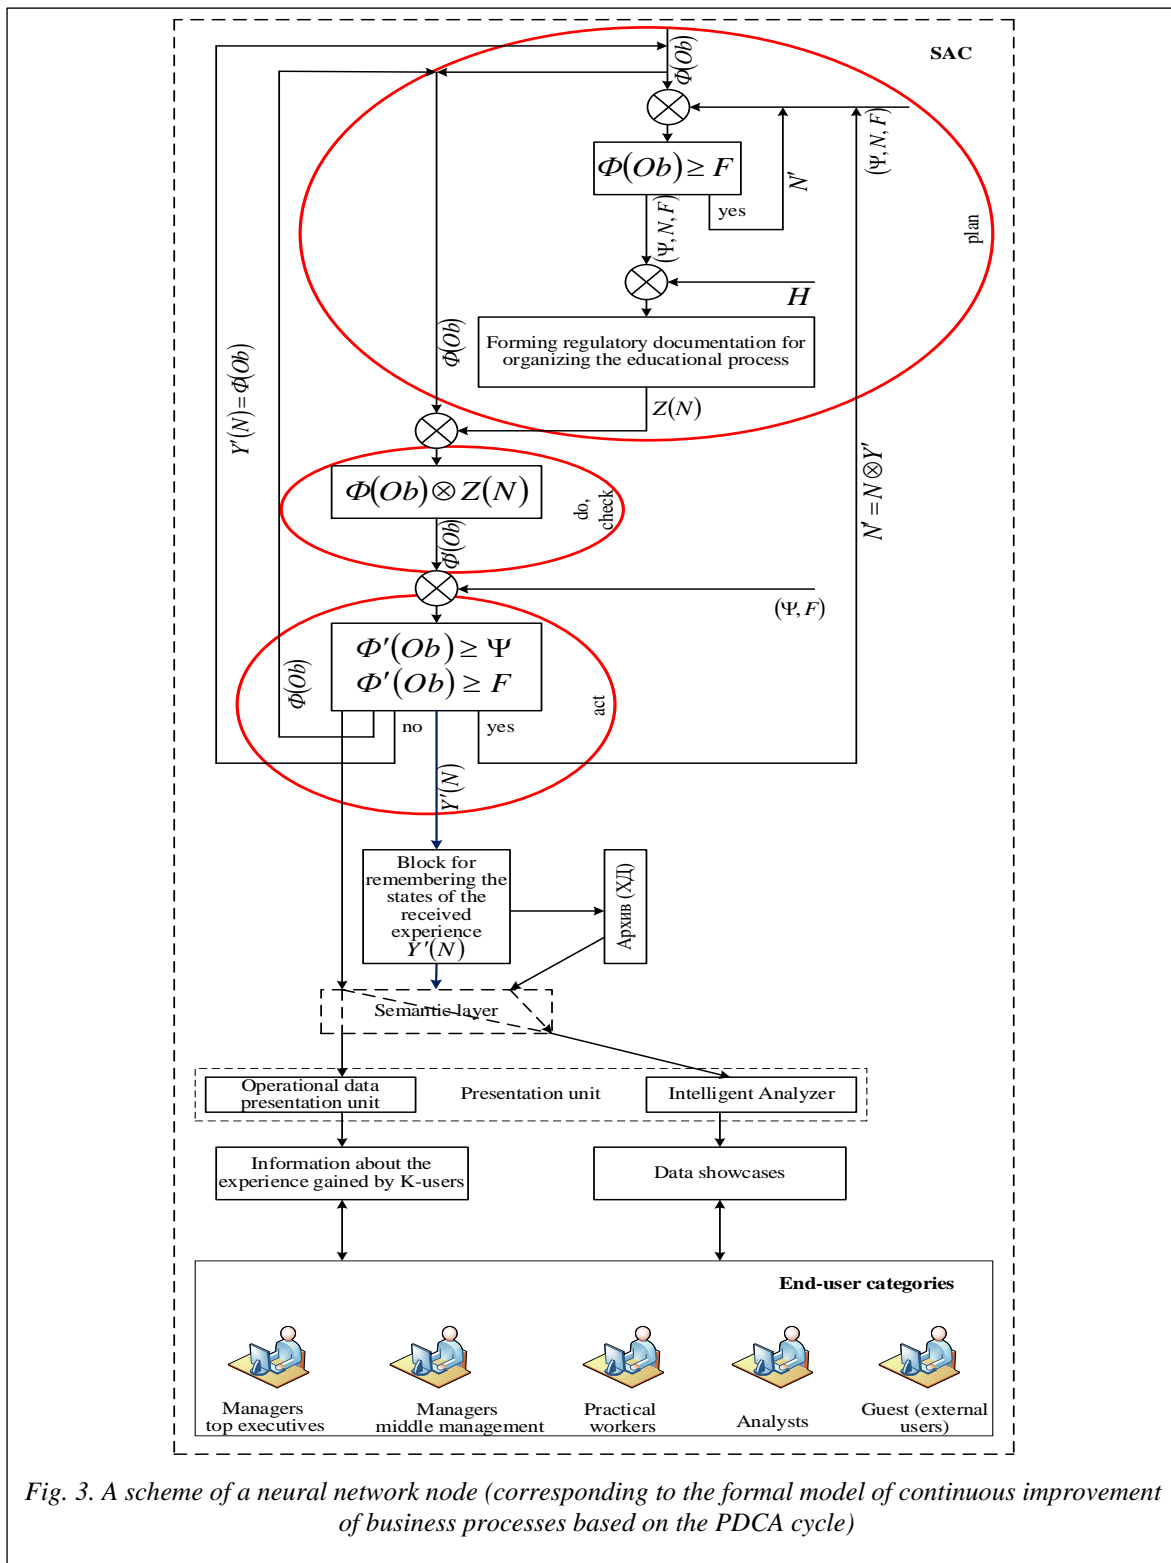 SAC
Φ(Ob)
(Ψ, N, F)
Φ(Ob) ≥ F
N'
yes
(Ψ, N, F)
plan
H
Forming regulatory documentation for
organizing the educational process
Φ(Ob)
Y'(N) = Φ(Ob)
Z(N)
N' = N ⊗ Y'
Φ(Ob) ⊗ Z(N)
do,
check
Φ'(Ob)
(Ψ, F)
Φ'(Ob) ≥ Ψ
Φ'(Ob) ≥ F
Φ(Ob)
act
no
yes
Y'(N)
Block for
remembering the
states of the
received
experience
Y'(N)
Архив (ХД)
Semantic layer
Operational data
presentation unit
Presentation unit
Intelligent Analyzer
Information about the
experience gained by K-users
Data showcases
End-user categories
Managers
top executives
Managers
middle management
Practical
workers
Analysts
Guest (external
users)
Fig. 3. A scheme of a neural network node (corresponding to the formal model of continuous improvement
of business processes based on the PDCA cycle)